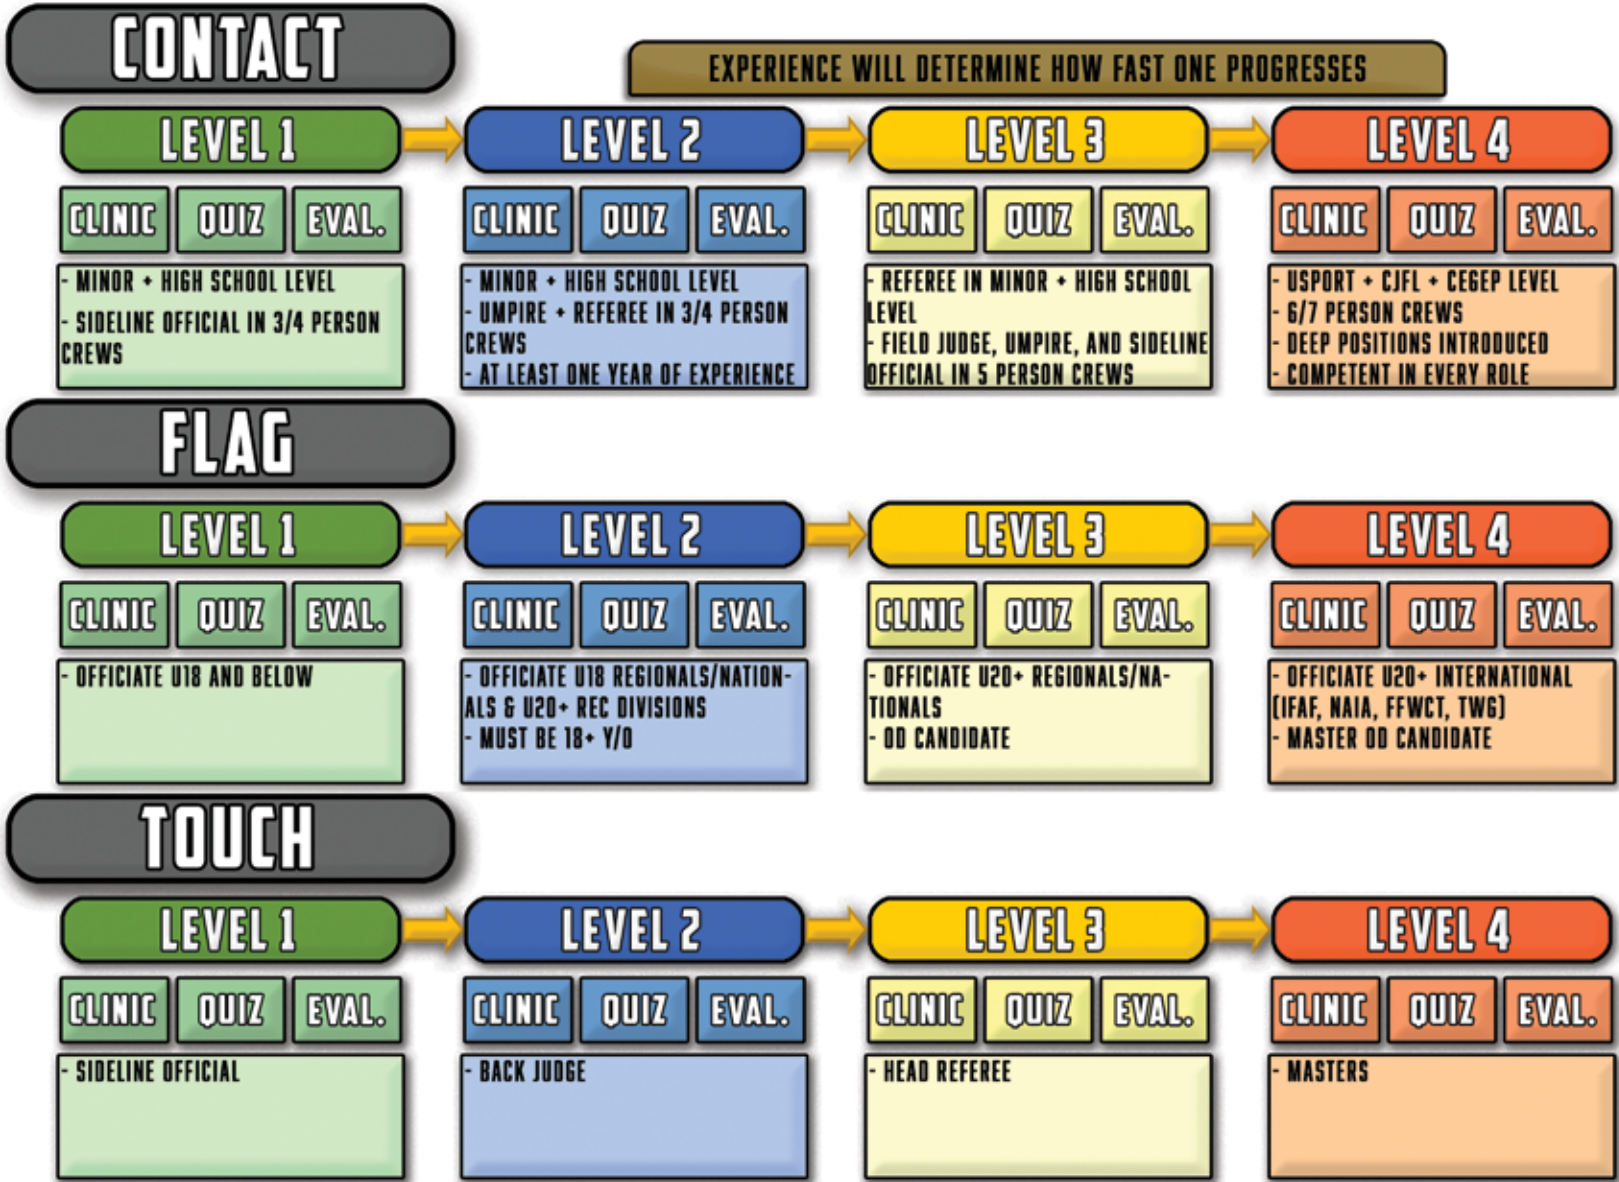 CONTACT
EXPERIENCE WILL DETERMINE HOW FAST ONE PROGRESSES
LEVEL 1
CLINIC QUIZ EVAL.
- MINOR + HIGH SCHOOL LEVEL
- SIDELINE OFFICIAL IN 3/4 PERSON
CREWS
LEVEL 2
CLINIC QUIZ EVAL.
- MINOR + HIGH SCHOOL LEVEL
- UMPIRE + REFEREE IN 3/4 PERSON
CREWS
- AT LEAST ONE YEAR OF EXPERIENCE
LEVEL 3
CLINIC QUIZ EVAL.
- REFEREE IN MINOR + HIGH SCHOOL
LEVEL
- FIELD JUDGE, UMPIRE, AND SIDELINE
OFFICIAL IN 5 PERSON CREWS
LEVEL 4
CLINIC QUIZ EVAL.
- USPORT + CJFL + CEGEP LEVEL
- 6/7 PERSON CREWS
- DEEP POSITIONS INTRODUCED
- COMPETENT IN EVERY ROLE
FLAG
LEVEL 1
CLINIC QUIZ EVAL.
- OFFICIATE U18 AND BELOW
LEVEL 2
CLINIC QUIZ EVAL.
- OFFICIATE U18 REGIONALS/NATION-
ALS & U20+ REC DIVISIONS
- MUST BE 18+ Y/O
LEVEL 3
CLINIC QUIZ EVAL.
- OFFICIATE U20+ REGIONALS/NA-
TIONALS
- OD CANDIDATE
LEVEL 4
CLINIC QUIZ EVAL.
- OFFICIATE U20+ INTERNATIONAL
(IFAF, NAIA, FFWCT, TWG)
- MASTER OD CANDIDATE
TOUCH
LEVEL 1
CLINIC QUIZ EVAL.
- SIDELINE OFFICIAL
LEVEL 2
CLINIC QUIZ EVAL.
- BACK JUDGE
LEVEL 3
CLINIC QUIZ EVAL.
- HEAD REFEREE
LEVEL 4
CLINIC QUIZ EVAL.
- MASTERS